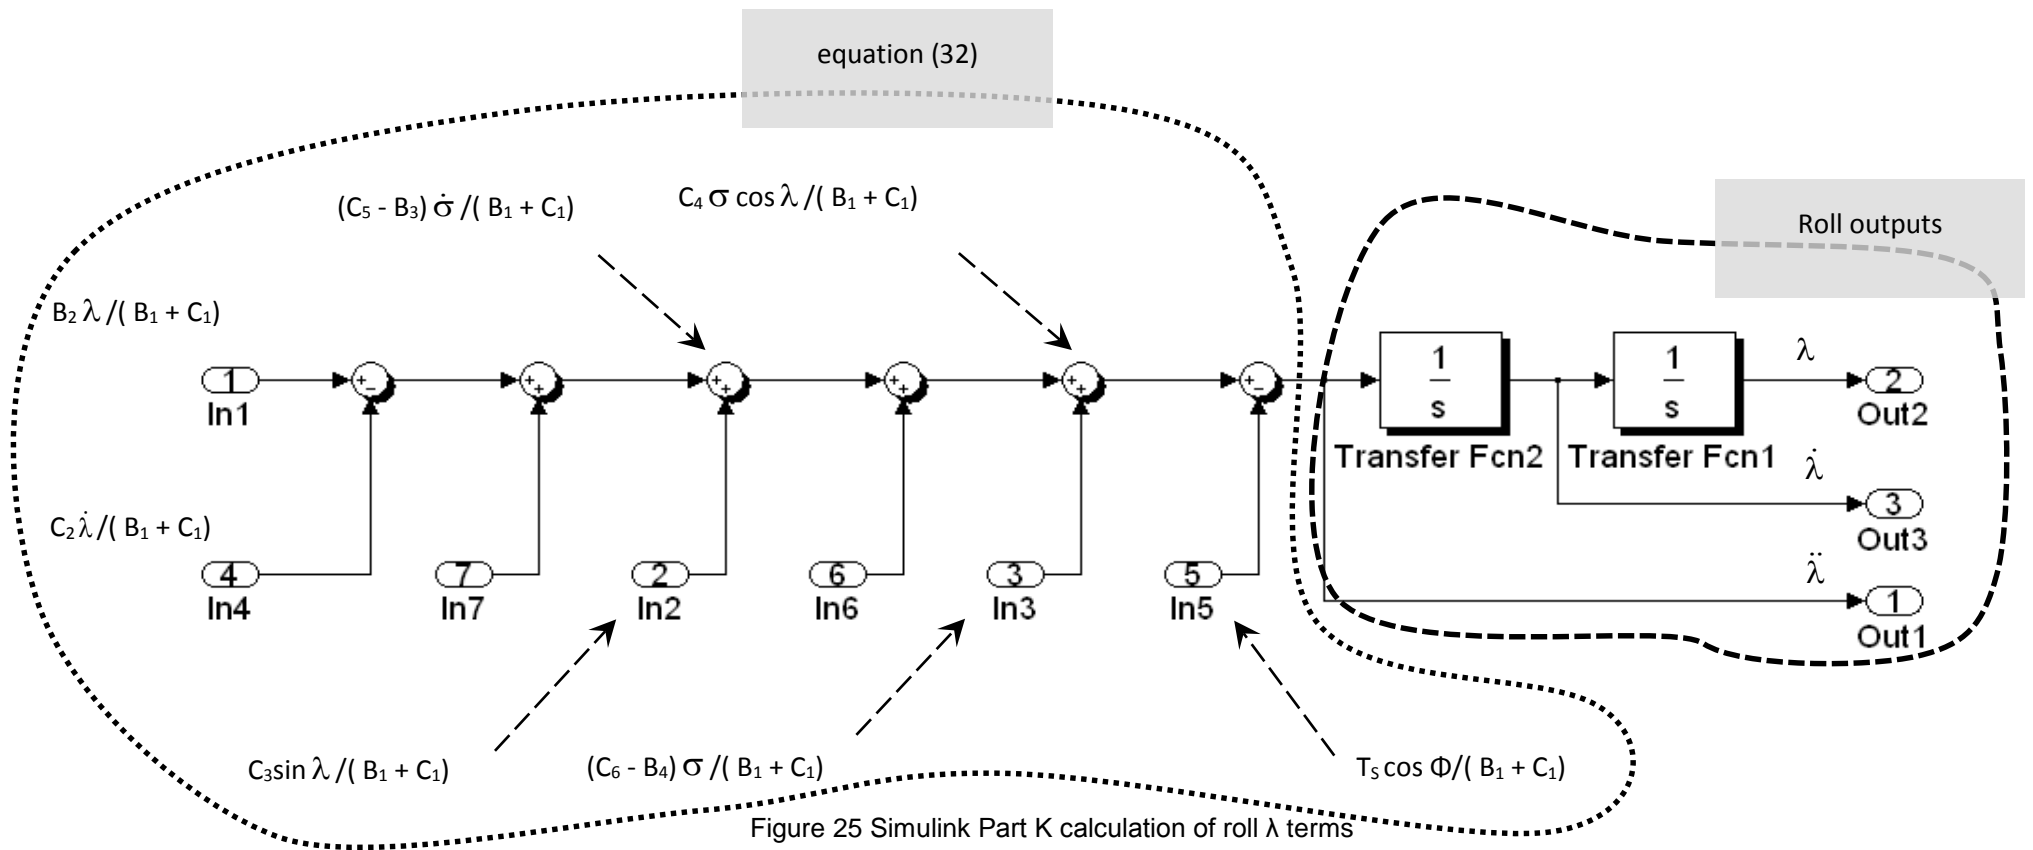 equation (32)
(C₅ - B₃) σ̇ /( B₁ + C₁)
C₄ σ cos λ /( B₁ + C₁)
Roll outputs
B₂ λ /( B₁ + C₁)
1
In1
+
−
+
+
+
+
+
+
+
+
+
−
1
s
Transfer Fcn2
1
s
Transfer Fcn1
λ
2
Out2
C₂ λ̇ /( B₁ + C₁)
λ̇
3
Out3
4
In4
7
In7
2
In2
6
In6
3
In3
5
In5
λ̈
1
Out1
C₃sin λ /( B₁ + C₁)
(C₆ - B₄) σ /( B₁ + C₁)
Tₛ cos Φ/( B₁ + C₁)
Figure 25 Simulink Part K calculation of roll λ terms